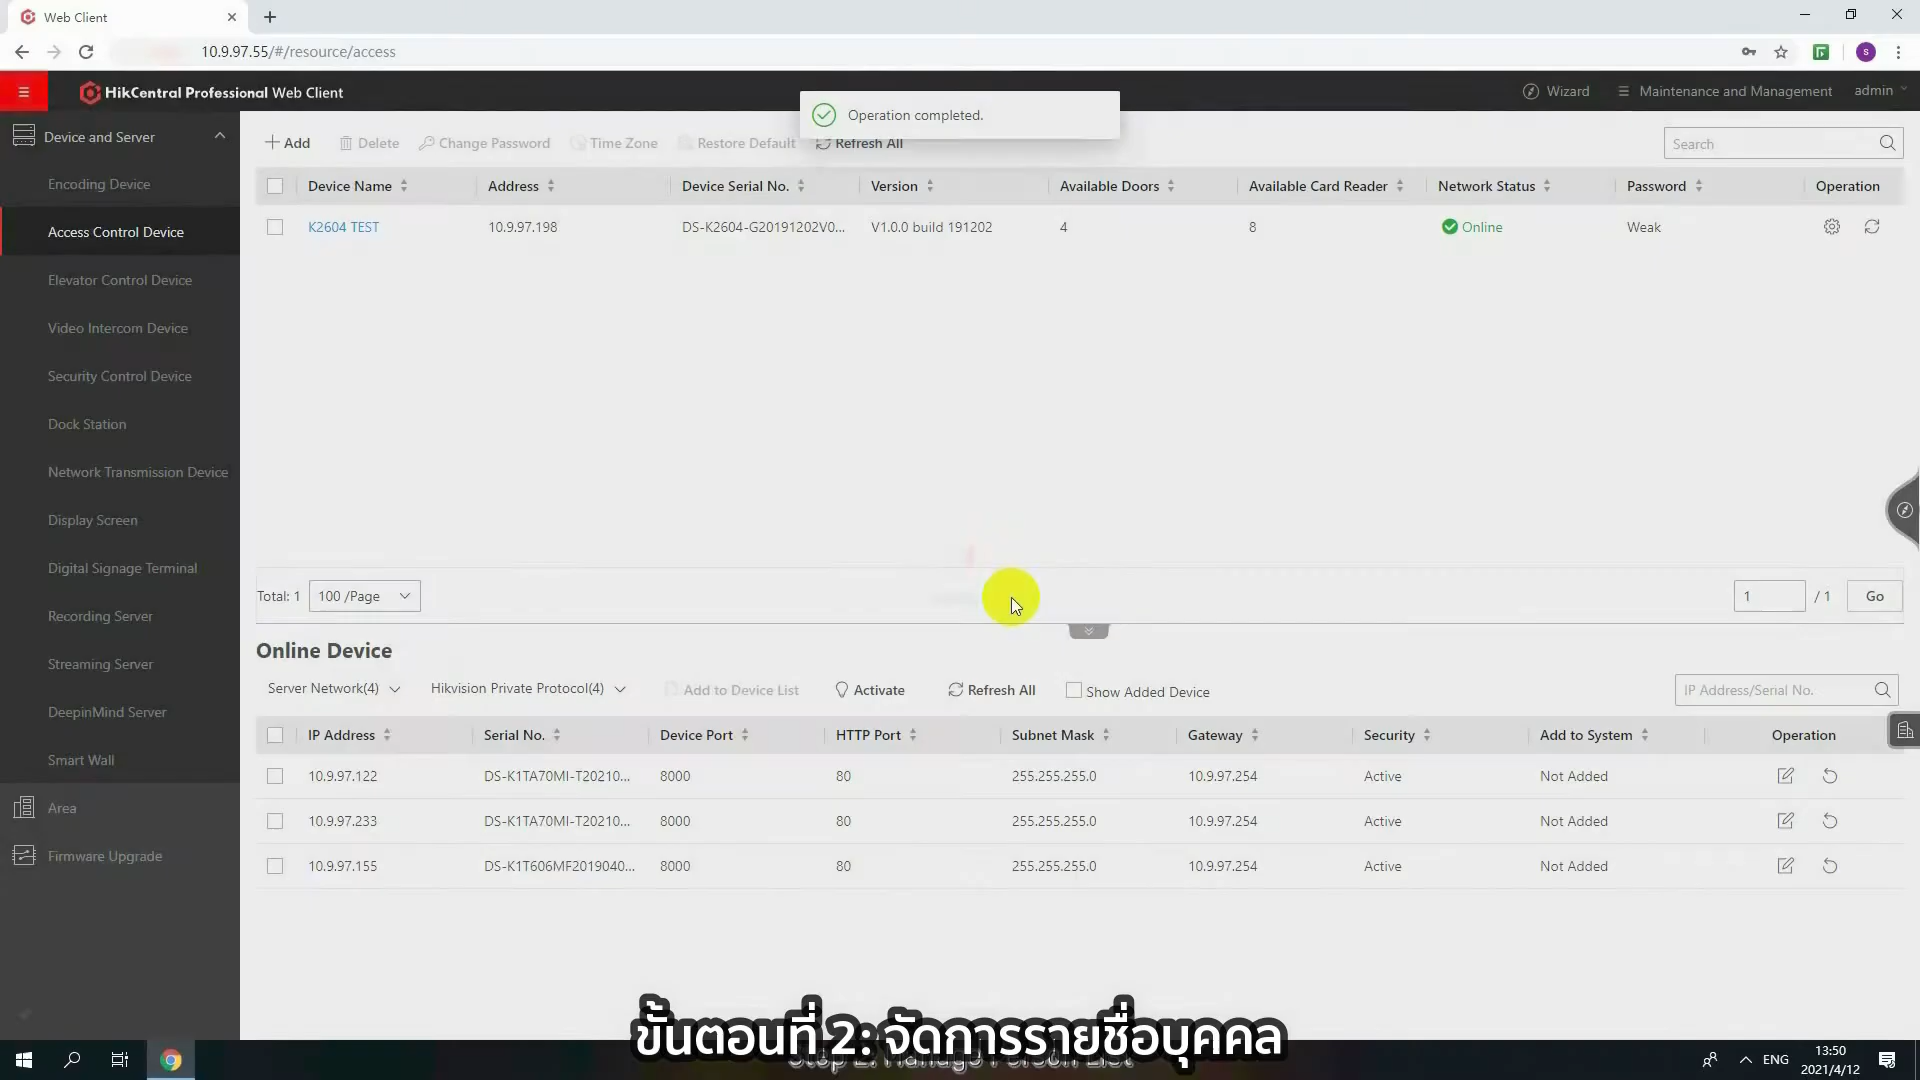 Web Client
10.9.97.55/#/resource/access
S
HikCentral Professional Web Client
Wizard
Maintenance and Management
admin
Operation completed.
Device and Server
Encoding Device
Access Control Device
Elevator Control Device
Video Intercom Device
Security Control Device
Dock Station
Network Transmission Device
Display Screen
Digital Signage Terminal
Recording Server
Streaming Server
DeepinMind Server
Smart Wall
Area
Firmware Upgrade
Add Delete Change Password Time Zone Restore Default Refresh All Search
Device Name Address Device Serial No. Version Available Doors Available Card Reader Network Status Password Operation
K2604 TEST 10.9.97.198 DS-K2604-G20191202V0... V1.0.0 build 191202 4 8 Online Weak
Total: 1 100 /Page 1 / 1 Go
Online Device
Server Network(4) Hikvision Private Protocol(4) Add to Device List Activate Refresh All Show Added Device IP Address/Serial No.
IP Address Serial No. Device Port HTTP Port Subnet Mask Gateway Security Add to System Operation
10.9.97.122 DS-K1TA70MI-T20210... 8000 80 255.255.255.0 10.9.97.254 Active Not Added
10.9.97.233 DS-K1TA70MI-T20210... 8000 80 255.255.255.0 10.9.97.254 Active Not Added
10.9.97.155 DS-K1T606MF2019040... 8000 80 255.255.255.0 10.9.97.254 Active Not Added
ขั้นตอนที่ 2: จัดการรายชื่อบุคคล
Step 2: Manage Person List
ENG
13:50
2021/4/12